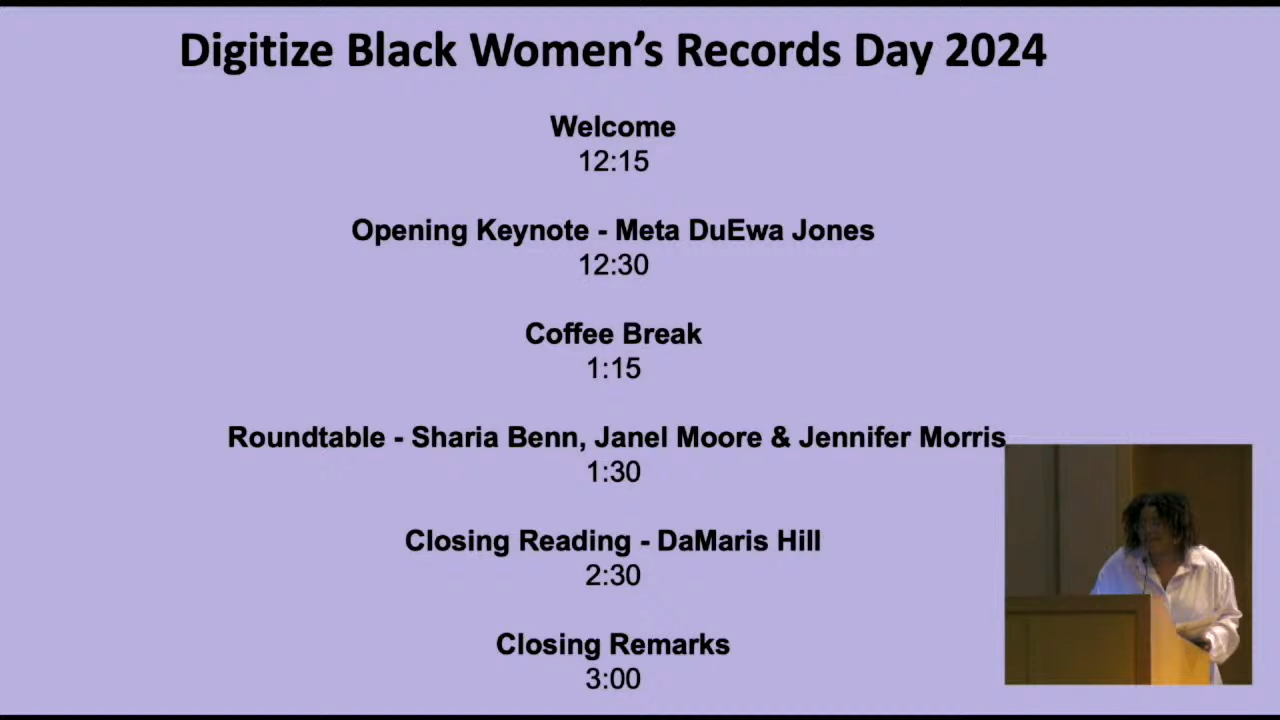 Digitize Black Women’s Records Day 2024
Welcome
12:15
Opening Keynote - Meta DuEwa Jones
12:30
Coffee Break
1:15
Roundtable - Sharia Benn, Janel Moore & Jennifer Morris
1:30
Closing Reading - DaMaris Hill
2:30
Closing Remarks
3:00